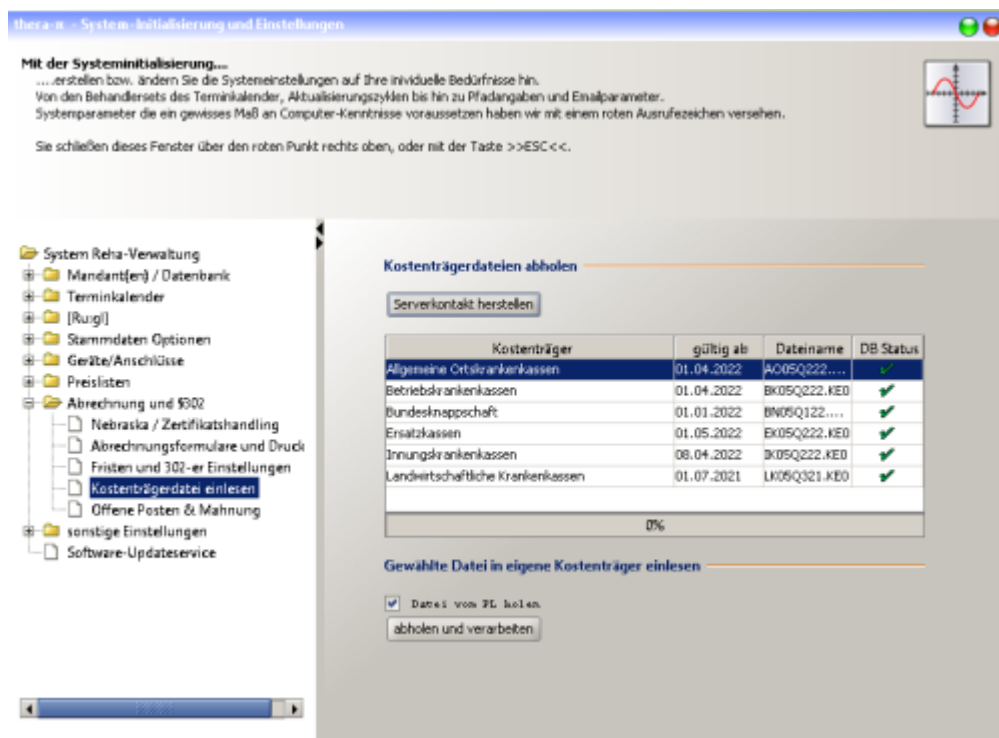 thera-π - System-Initialisierung und Einstellungen
Mit der Systeminitialisierung...
....erstellen bzw. ändern Sie die Systemeinstellungen auf Ihre inividuelle Bedürfnisse hin.
Von den Behandlersets des Terminkalender, Aktualisierungszyklen bis hin zu Pfadangaben und Emailparameter.
Systemparameter die ein gewisses Maß an Computer-Kenntnisse voraussetzen haben wir mit einem roten Ausrufezeichen versehen.
Sie schließen dieses Fenster über den roten Punkt rechts oben, oder mit der Taste >>ESC<<.
System Reha-Verwaltung
Mandant(en) / Datenbank
Terminkalender
[Ru:gl]
Stammdaten Optionen
Geräte/Anschlüsse
Preislisten
Abrechnung und §302
Nebraska / Zertifikatshandling
Abrechnungsformulare und Druck
Fristen und 302-er Einstellungen
Kostenträgerdatei einlesen
Offene Posten & Mahnung
sonstige Einstellungen
Software-Updateservice
Kostenträgerdateien abholen
Serverkontakt herstellen
Kostenträger gültig ab Dateiname DB Status
Allgemeine Ortskrankenkassen 01.04.2022 AO05Q222....
Betriebskrankenkassen 01.04.2022 BK05Q222.KE0
Bundesknappschaft 01.01.2022 BN05Q122....
Ersatzkassen 01.05.2022 EK05Q222.KE0
Innungskrankenkassen 08.04.2022 IK05Q222.KE0
Landwirtschaftliche Krankenkassen 01.07.2021 LK05Q321.KE0
0%
Gewählte Datei in eigene Kostenträger einlesen
Datei vom PL holen
abholen und verarbeiten